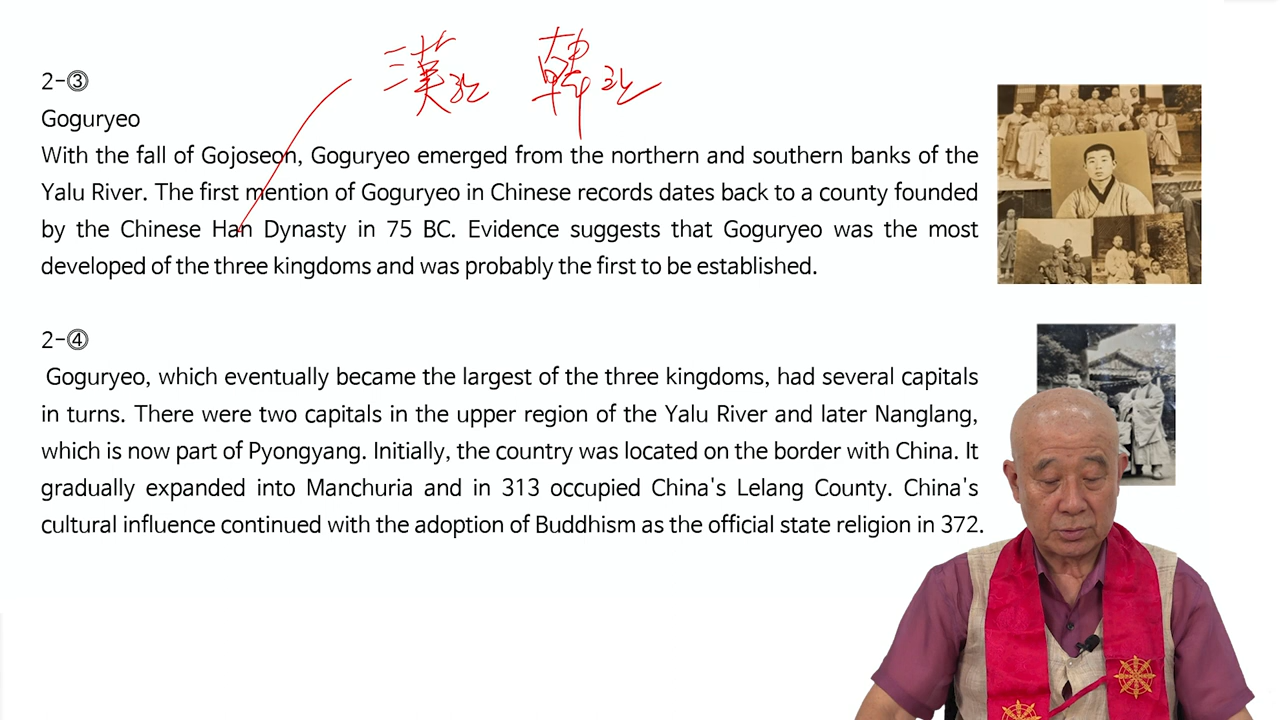 漢 韓
2-③
Goguryeo
With the fall of Gojoseon, Goguryeo emerged from the northern and southern banks of the
Yalu River. The first mention of Goguryeo in Chinese records dates back to a county founded
by the Chinese Han Dynasty in 75 BC. Evidence suggests that Goguryeo was the most
developed of the three kingdoms and was probably the first to be established.
2-④
Goguryeo, which eventually became the largest of the three kingdoms, had several capitals
in turns. There were two capitals in the upper region of the Yalu River and later Nanglang,
which is now part of Pyongyang. Initially, the country was located on the border with China. It
gradually expanded into Manchuria and in 313 occupied China's Lelang County. China's
cultural influence continued with the adoption of Buddhism as the official state religion in 372.